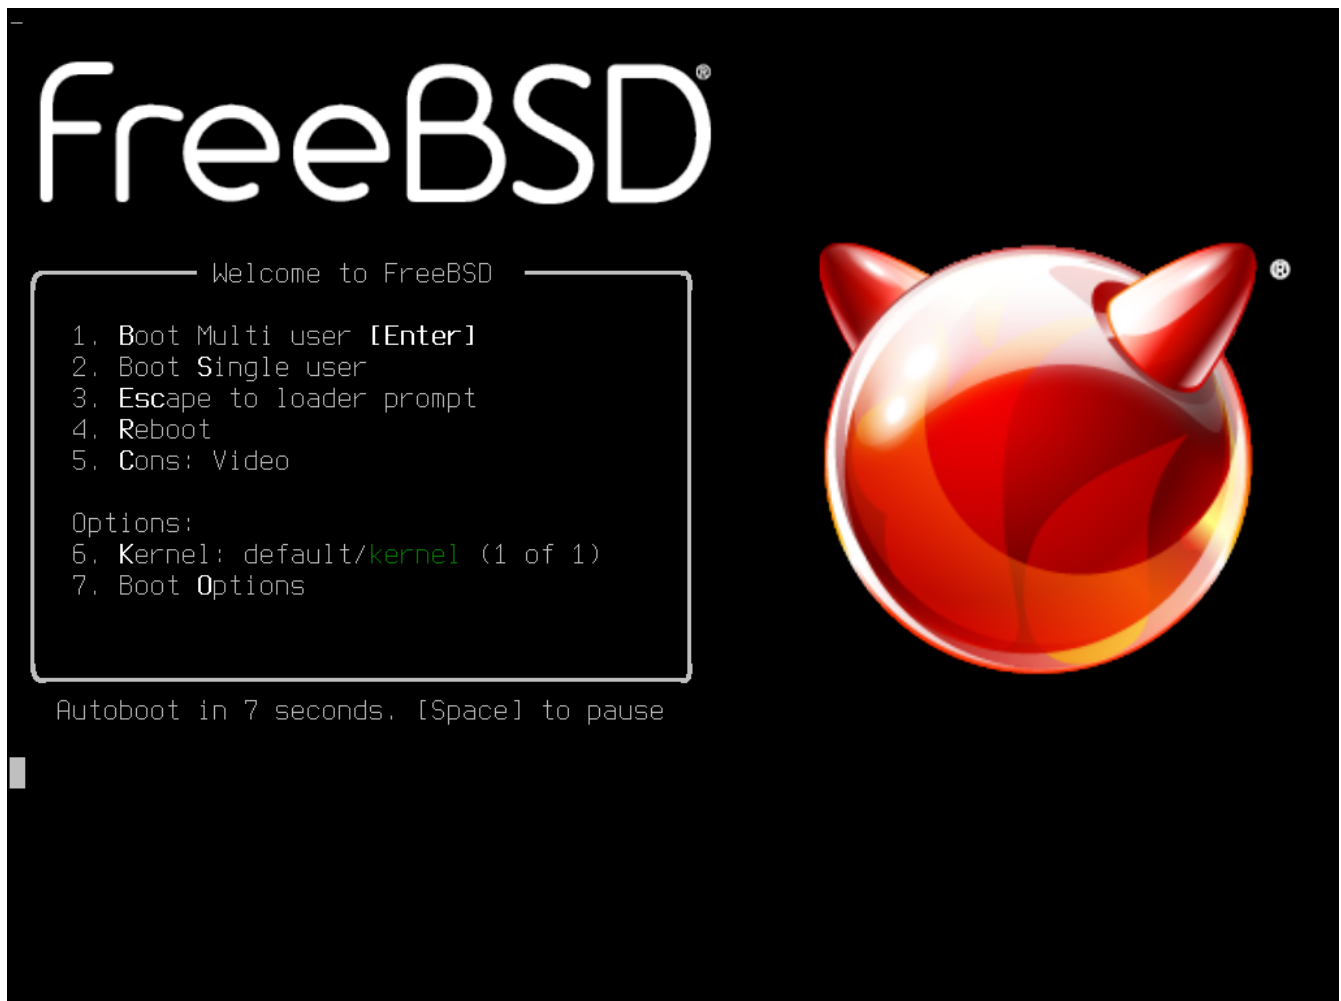 FreeBSD®
Welcome to FreeBSD
1. Boot Multi user [Enter]
2. Boot Single user
3. Escape to loader prompt
4. Reboot
5. Cons: Video
Options:
6. Kernel: default/kernel (1 of 1)
7. Boot Options
Autoboot in 7 seconds. [Space] to pause
®